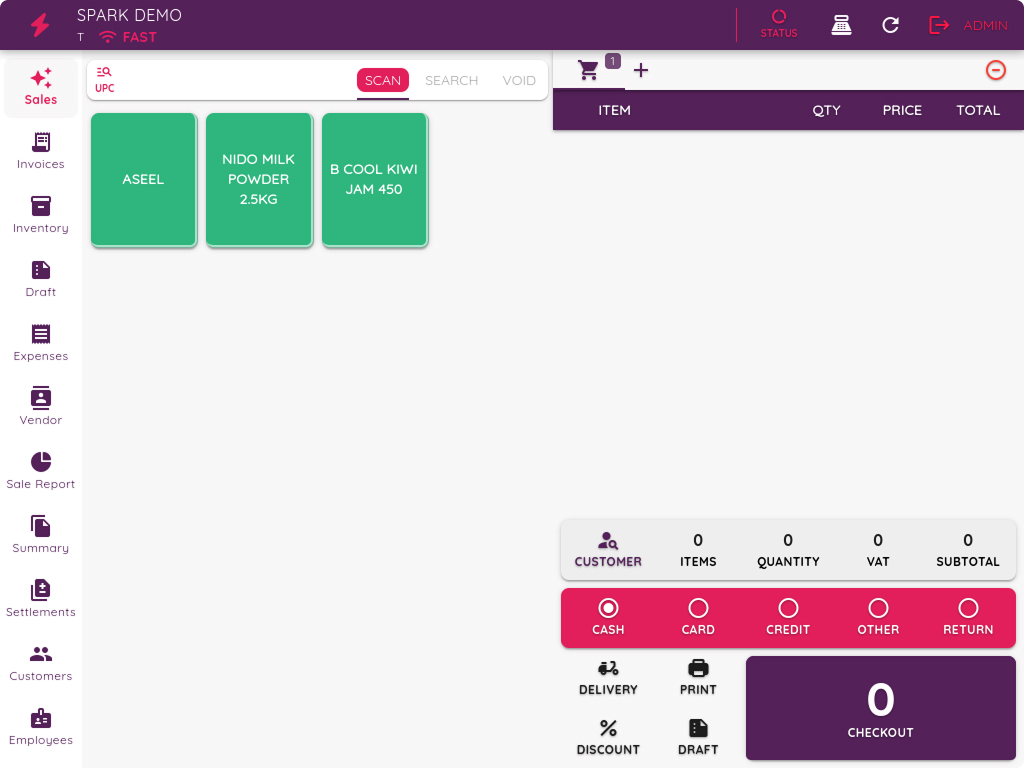 SPARK DEMO
T FAST
STATUS
ADMIN
Sales
Invoices
Inventory
Draft
Expenses
Vendor
Sale Report
Summary
Settlements
Customers
Employees
UPC
SCAN SEARCH VOID
ASEEL
NIDO MILK
POWDER
2.5KG
B COOL KIWI
JAM 450
1
ITEM QTY PRICE TOTAL
0 0 0 0
CUSTOMER ITEMS QUANTITY VAT SUBTOTAL
CASH CARD CREDIT OTHER RETURN
DELIVERY PRINT
DISCOUNT DRAFT
0
CHECKOUT